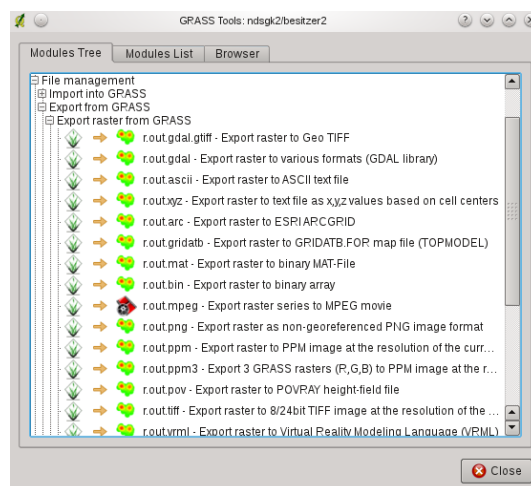 GRASS Tools: ndsgk2/besitzer2
Modules Tree
Modules List
Browser
File management
Import into GRASS
Export from GRASS
Export raster from GRASS
r.out.gdal.gtiff - Export raster to Geo TIFF
r.out.gdal - Export raster to various formats (GDAL library)
r.out.ascii - Export raster to ASCII text file
r.out.xyz - Export raster to text file as x,y,z values based on cell centers
r.out.arc - Export raster to ESRI ARCGRID
r.out.gridatb - Export raster to GRIDATB.FOR map file (TOPMODEL)
r.out.mat - Export raster to binary MAT-File
r.out.bin - Export raster to binary array
r.out.mpeg - Export raster series to MPEG movie
r.out.png - Export raster as non-georeferenced PNG image format
r.out.ppm - Export raster to PPM image at the resolution of the curr...
r.out.ppm3 - Export 3 GRASS rasters (R,G,B) to PPM image at the r...
r.out.pov - Export raster to POVRAY height-field file
r.out.tiff - Export raster to 8/24bit TIFF image at the resolution of the ...
r.out.vrml - Export raster to Virtual Reality Modeling Language (VRML)
Close